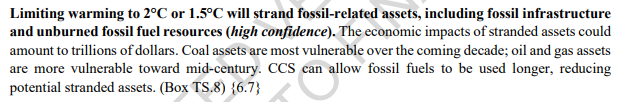 Limiting warming to 2°C or 1.5°C will strand fossil-related assets, including fossil infrastructure
and unburned fossil fuel resources (high confidence). The economic impacts of stranded assets could
amount to trillions of dollars. Coal assets are most vulnerable over the coming decade; oil and gas assets
are more vulnerable toward mid-century. CCS can allow fossil fuels to be used longer, reducing
potential stranded assets. (Box TS.8) {6.7}